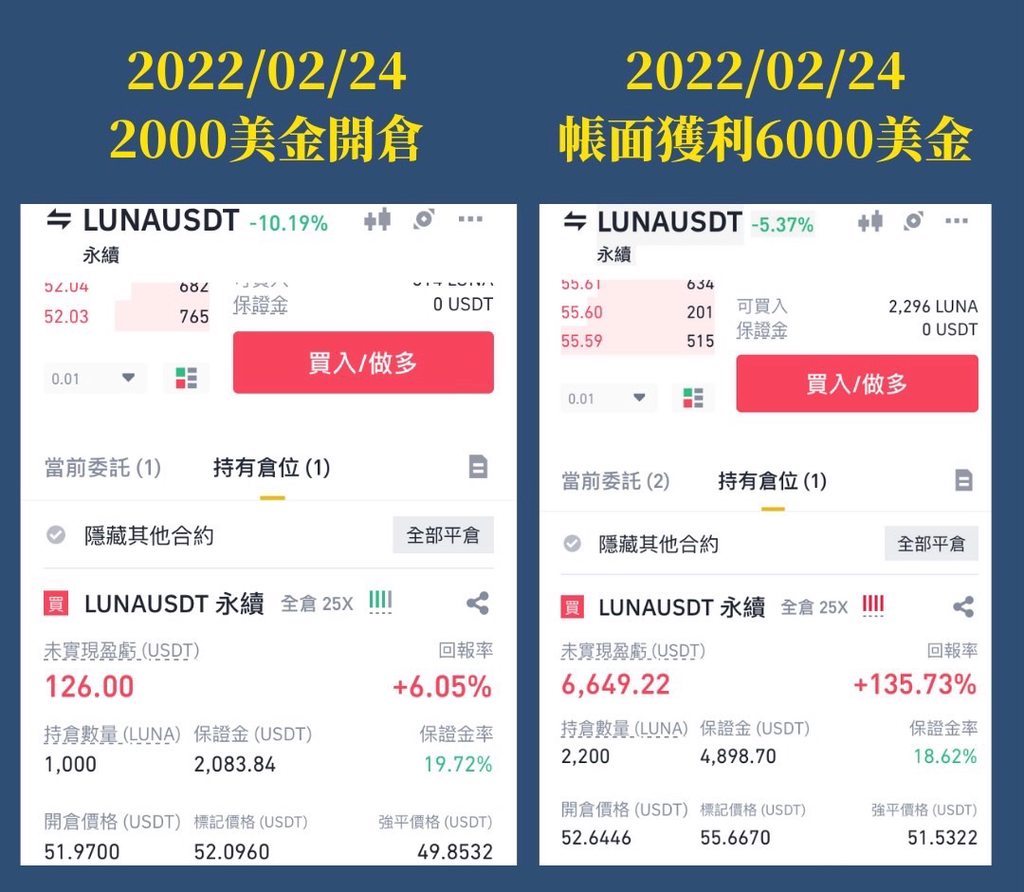 2022/02/24
2000美金開倉
LUNAUSDT -10.19%
永續
52.04 682
52.03 765
保證金 0 USDT
買入/做多
0.01
當前委託 (1) 持有倉位 (1)
隱藏其他合約 全部平倉
買 LUNAUSDT 永續 全倉 25X
未實現盈虧 (USDT) 回報率
126.00 +6.05%
持倉數量 (LUNA) 保證金 (USDT) 保證金率
1,000 2,083.84 19.72%
開倉價格 (USDT) 標記價格 (USDT) 強平價格 (USDT)
51.9700 52.0960 49.8532
2022/02/24
帳面獲利6000美金
LUNAUSDT -5.37%
永續
55.61 634
55.60 201
55.59 515
可買入 2,296 LUNA
保證金 0 USDT
買入/做多
0.01
當前委託 (2) 持有倉位 (1)
隱藏其他合約 全部平倉
買 LUNAUSDT 永續 全倉 25X
未實現盈虧 (USDT) 回報率
6,649.22 +135.73%
持倉數量 (LUNA) 保證金 (USDT) 保證金率
2,200 4,898.70 18.62%
開倉價格 (USDT) 標記價格 (USDT) 強平價格 (USDT)
52.6446 55.6670 51.5322